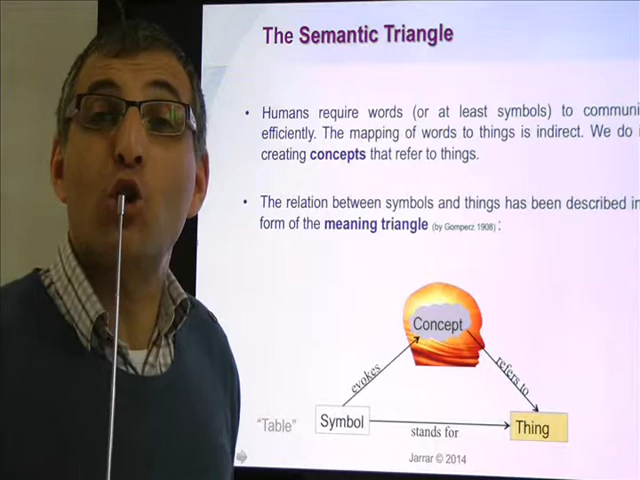 The Semantic Triangle
• Humans require words (or at least symbols) to
efficiently. The mapping of words to things is indirect. We do
creating concepts that refer to things.
• The relation between symbols and things has been described
form of the meaning triangle (by Gomperz 1908) :
Concept
evokes
refers to
"Table"
Symbol
stands for
Thing
Jarrar © 2014